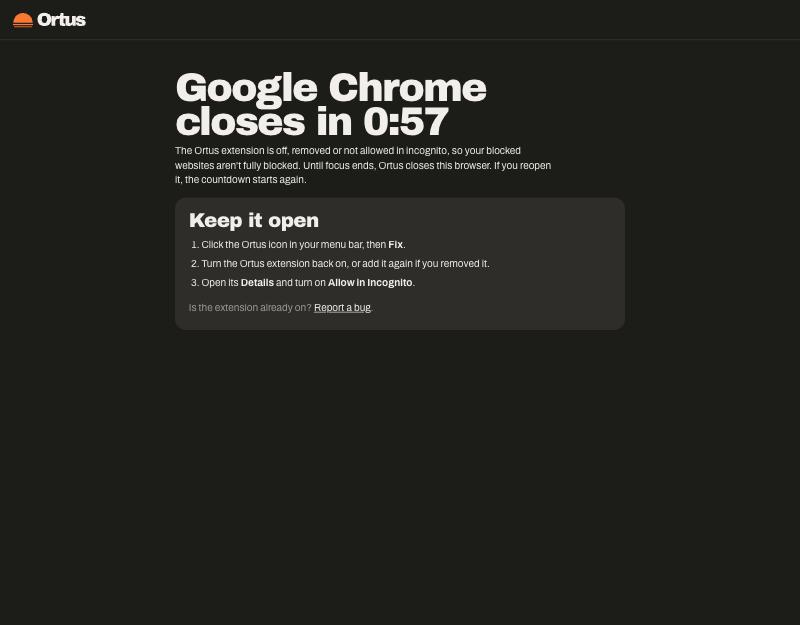 Ortus
Google Chrome
closes in 0:57
The Ortus extension is off, removed or not allowed in incognito, so your blocked
websites aren't fully blocked. Until focus ends, Ortus closes this browser. If you reopen
it, the countdown starts again.
Keep it open
1. Click the Ortus icon in your menu bar, then Fix.
2. Turn the Ortus extension back on, or add it again if you removed it.
3. Open its Details and turn on Allow in Incognito.
Is the extension already on? Report a bug.